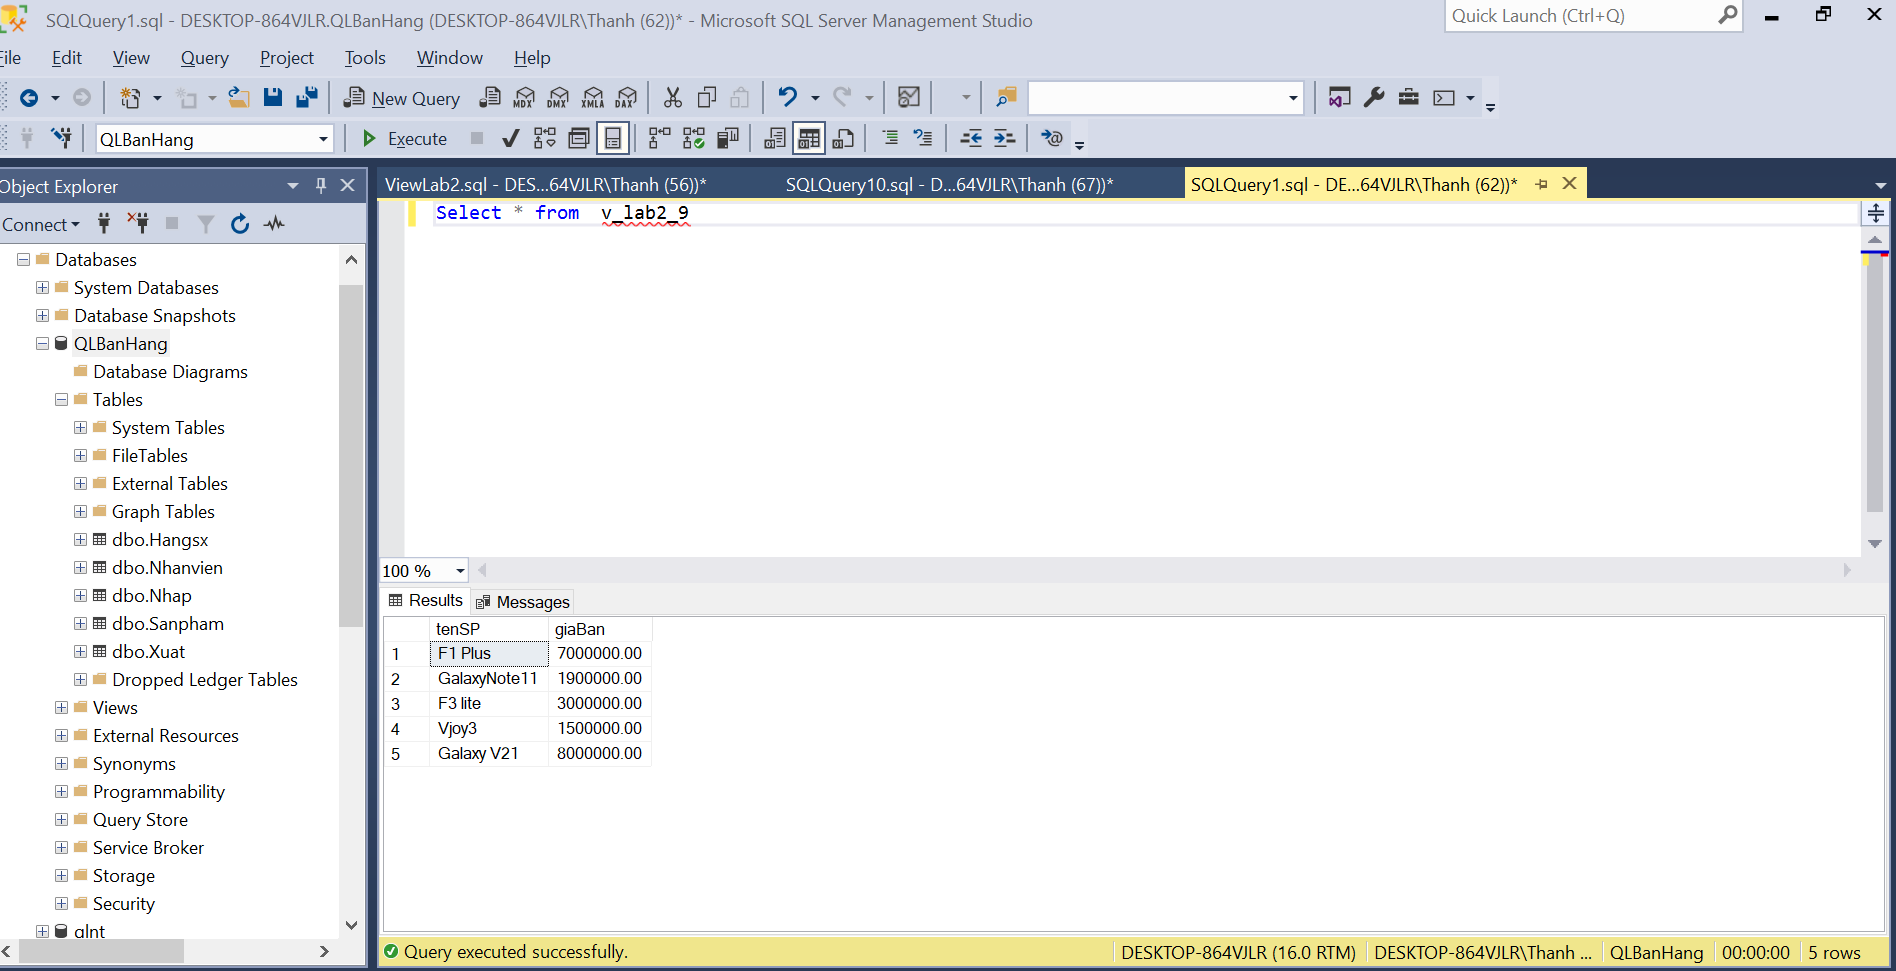 SQLQuery1.sql - DESKTOP-864VJLR.QLBanHang (DESKTOP-864VJLR\Thanh (62))* - Microsoft SQL Server Management Studio
Quick Launch (Ctrl+Q)
File Edit View Query Project Tools Window Help
New Query MDX DMX XMLA DAX
QLBanHang Execute
Object Explorer
ViewLab2.sql - DES...64VJLR\Thanh (56))* SQLQuery10.sql - D...64VJLR\Thanh (67))* SQLQuery1.sql - DE...64VJLR\Thanh (62))*
Connect
Select * from v_lab2_9
Databases
System Databases
Database Snapshots
QLBanHang
Database Diagrams
Tables
System Tables
FileTables
External Tables
Graph Tables
dbo.Hangsx
dbo.Nhanvien
dbo.Nhap
dbo.Sanpham
dbo.Xuat
Dropped Ledger Tables
Views
External Resources
Synonyms
Programmability
Query Store
Service Broker
Storage
Security
qlnt
100 %
Results Messages
tenSP giaBan
1 F1 Plus 7000000.00
2 GalaxyNote11 1900000.00
3 F3 lite 3000000.00
4 Vjoy3 1500000.00
5 Galaxy V21 8000000.00
Query executed successfully. DESKTOP-864VJLR (16.0 RTM) DESKTOP-864VJLR\Thanh ... QLBanHang 00:00:00 5 rows